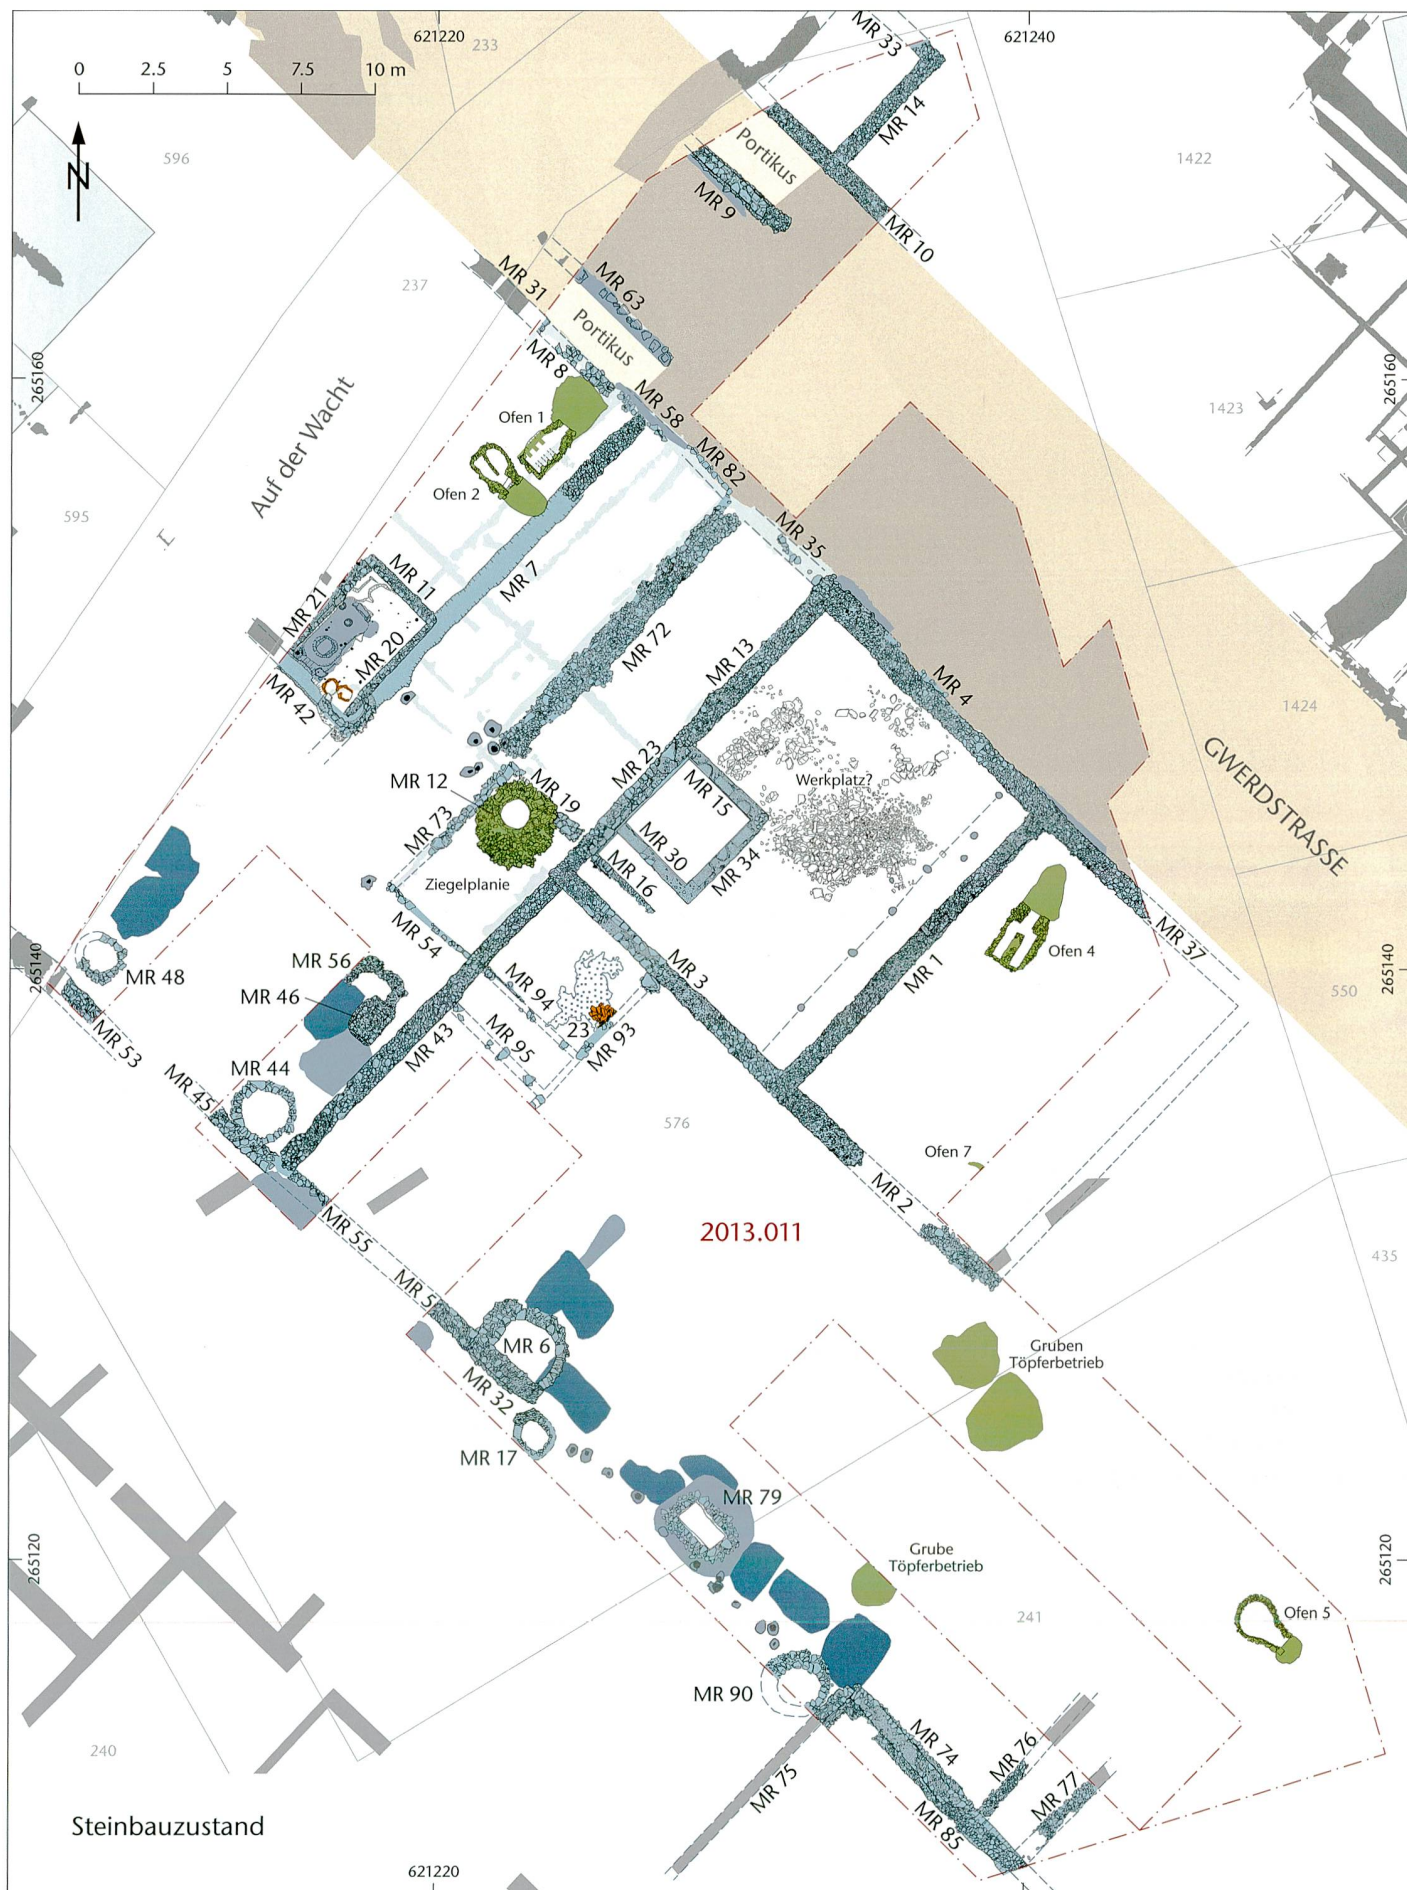 621220
233
621240
MR 33
0 2.5 5 7.5 10 m
MR 14
N
596
Portikus
1422
MR 9
MR 10
237
MR 31
MR 63
Portikus
265160
265160
MR 8
Auf der Wacht
MR 58
1423
Ofen 1
MR 82
Ofen 2
595
MR 35
MR 11
MR 7
MR 21
MR 72
MR 20
MR 13
MR 42
MR 4
1424
GWERDSTRASSE
MR 23
MR 12
MR 19
MR 15
Werkplatz?
MR 73
MR 30
MR 34
Ziegelplanie
MR 16
MR 54
MR 37
265140
MR 56
MR 3
MR 1
Ofen 4
265140
MR 48
MR 46
MR 94
550
23
MR 53
MR 43
MR 95
MR 93
MR 44
MR 45
576
Ofen 7
MR 2
MR 55
2013.011
435
MR 5
MR 6
Gruben
Töpferbetrieb
MR 32
MR 17
MR 79
265120
Grube
Töpferbetrieb
265120
241
Ofen 5
MR 90
MR 74
MR 76
240
MR 75
MR 77
MR 85
Steinbauzustand
621220